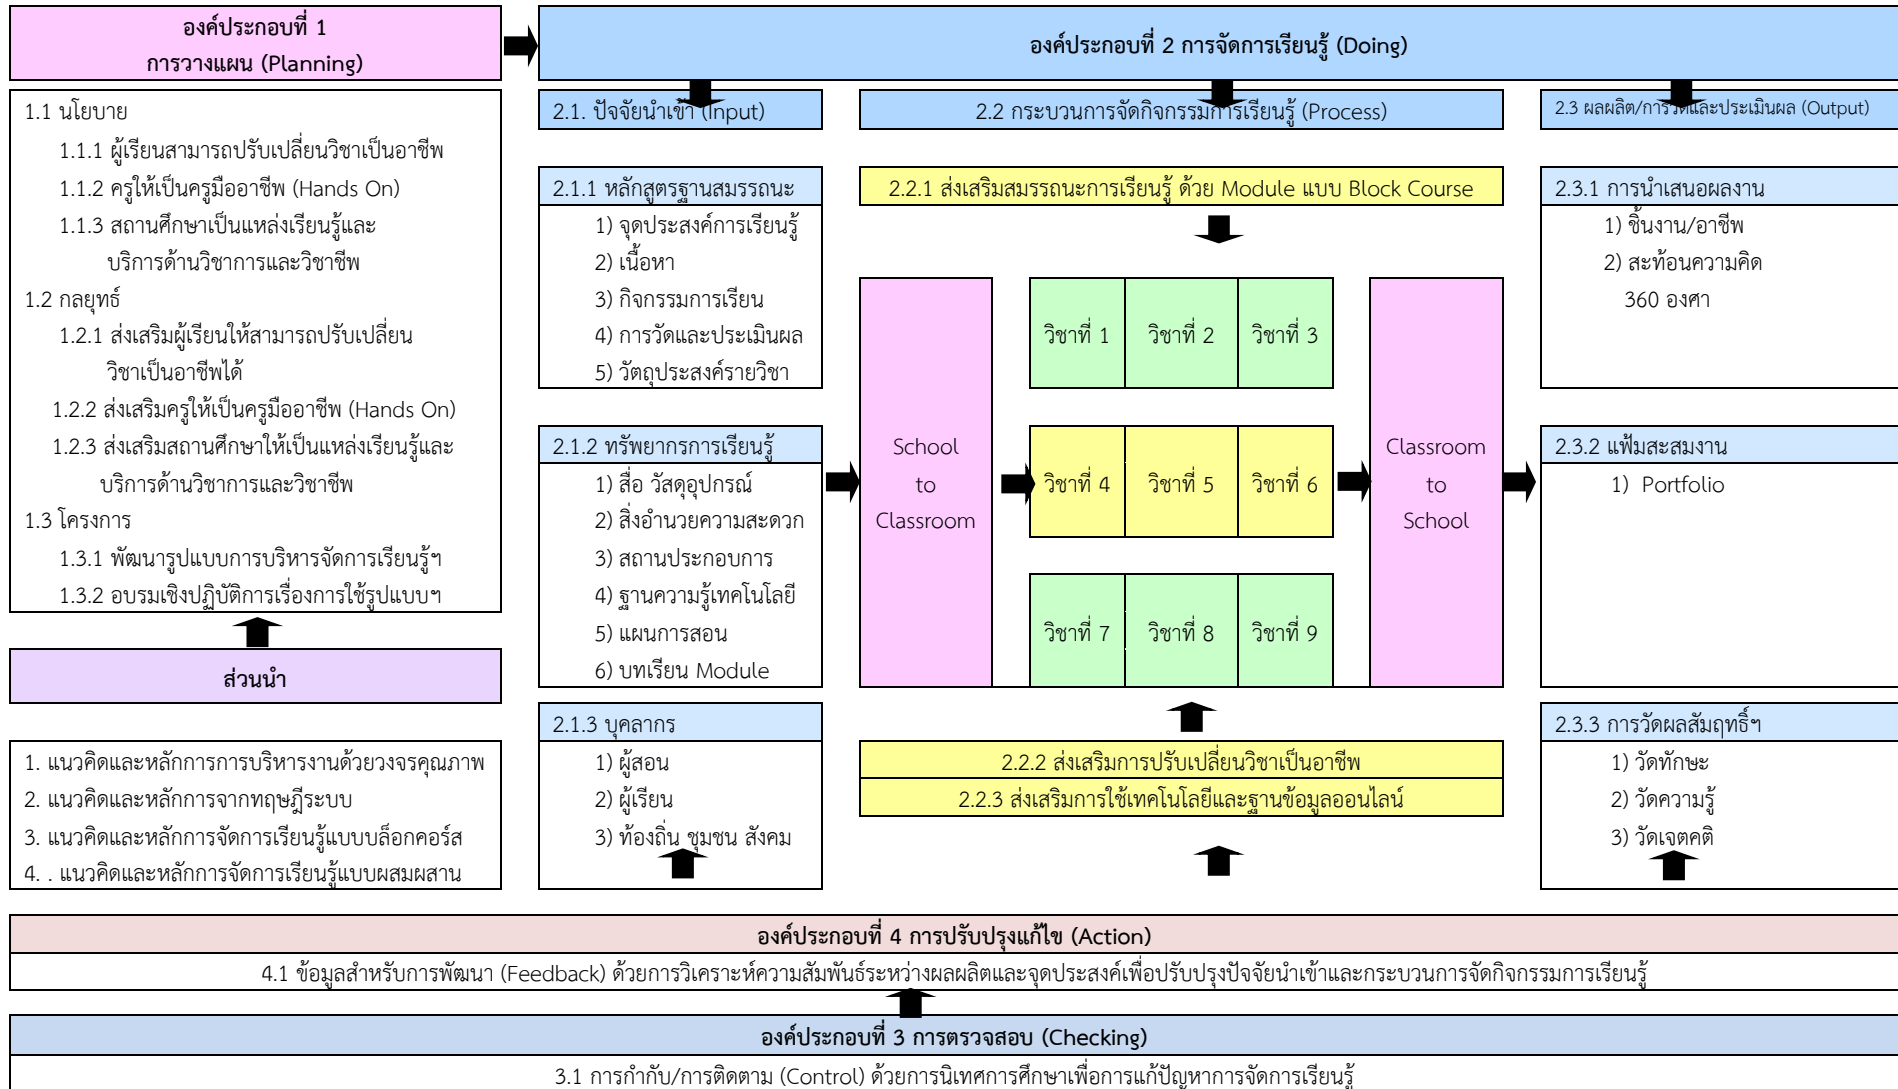 องค์ประกอบที่ 1
การวางแผน (Planning)
1.1 นโยบาย
1.1.1 ผู้เรียนสามารถปรับเปลี่ยนวิชาเป็นอาชีพ
1.1.2 ครูให้เป็นครูมืออาชีพ (Hands On)
1.1.3 สถานศึกษาเป็นแหล่งเรียนรู้และ
บริการด้านวิชาการและวิชาชีพ
1.2 กลยุทธ์
1.2.1 ส่งเสริมผู้เรียนให้สามารถปรับเปลี่ยน
วิชาเป็นอาชีพได้
1.2.2 ส่งเสริมครูให้เป็นครูมืออาชีพ (Hands On)
1.2.3 ส่งเสริมสถานศึกษาให้เป็นแหล่งเรียนรู้และ
บริการด้านวิชาการและวิชาชีพ
1.3 โครงการ
1.3.1 พัฒนารูปแบบการบริหารจัดการเรียนรู้ฯ
1.3.2 อบรมเชิงปฏิบัติการเรื่องการใช้รูปแบบฯ
ส่วนนำ
1. แนวคิดและหลักการการบริหารงานด้วยวงจรคุณภาพ
2. แนวคิดและหลักการจากทฤษฎีระบบ
3. แนวคิดและหลักการจัดการเรียนรู้แบบบล็อกคอร์ส
4. . แนวคิดและหลักการจัดการเรียนรู้แบบผสมผสาน
องค์ประกอบที่ 2 การจัดการเรียนรู้ (Doing)
2.1. ปัจจัยนำเข้า (Input)
2.1.1 หลักสูตรฐานสมรรถนะ
1) จุดประสงค์การเรียนรู้
2) เนื้อหา
3) กิจกรรมการเรียน
4) การวัดและประเมินผล
5) วัตถุประสงค์รายวิชา
2.1.2 ทรัพยากรการเรียนรู้
1) สื่อ วัสดุอุปกรณ์
2) สิ่งอำนวยความสะดวก
3) สถานประกอบการ
4) ฐานความรู้เทคโนโลยี
5) แผนการสอน
6) บทเรียน Module
2.1.3 บุคลากร
1) ผู้สอน
2) ผู้เรียน
3) ท้องถิ่น ชุมชน สังคม
2.2 กระบวนการจัดกิจกรรมการเรียนรู้ (Process)
2.2.1 ส่งเสริมสมรรถนะการเรียนรู้ ด้วย Module แบบ Block Course
School
to
Classroom
วิชาที่ 1 วิชาที่ 2 วิชาที่ 3
วิชาที่ 4 วิชาที่ 5 วิชาที่ 6
วิชาที่ 7 วิชาที่ 8 วิชาที่ 9
Classroom
to
School
2.2.2 ส่งเสริมการปรับเปลี่ยนวิชาเป็นอาชีพ
2.2.3 ส่งเสริมการใช้เทคโนโลยีและฐานข้อมูลออนไลน์
2.3 ผลผลิต/การวัดและประเมินผล (Output)
2.3.1 การนำเสนอผลงาน
1) ชิ้นงาน/อาชีพ
2) สะท้อนความคิด
360 องศา
2.3.2 แฟ้มสะสมงาน
1) Portfolio
2.3.3 การวัดผลสัมฤทธิ์ฯ
1) วัดทักษะ
2) วัดความรู้
3) วัดเจตคติ
องค์ประกอบที่ 4 การปรับปรุงแก้ไข (Action)
4.1 ข้อมูลสำหรับการพัฒนา (Feedback) ด้วยการวิเคราะห์ความสัมพันธ์ระหว่างผลผลิตและจุดประสงค์เพื่อปรับปรุงปัจจัยนำเข้าและกระบวนการจัดกิจกรรมการเรียนรู้
องค์ประกอบที่ 3 การตรวจสอบ (Checking)
3.1 การกำกับ/การติดตาม (Control) ด้วยการนิเทศการศึกษาเพื่อการแก้ปัญหาการจัดการเรียนรู้